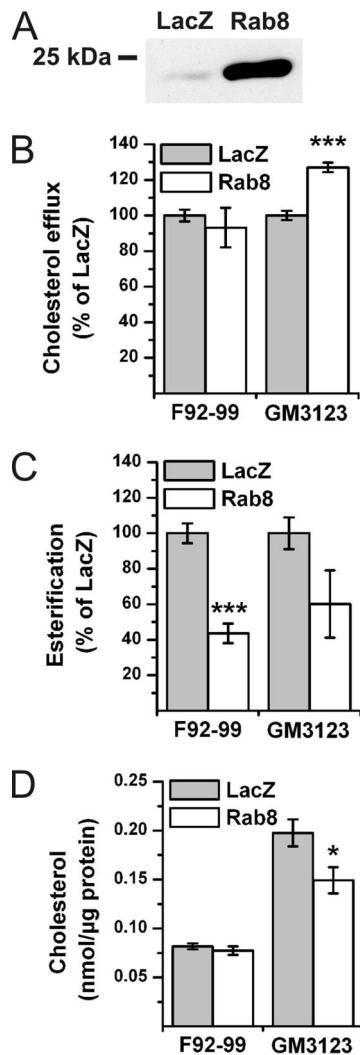 A
LacZ Rab8
25 kDa
B
Cholesterol efflux
(% of LacZ)
140
120
100
80
60
40
20
LacZ
Rab8
***
F92-99 GM3123
C
Esterification
(% of LacZ)
140
120
100
80
60
40
20
LacZ
Rab8
***
F92-99 GM3123
D
Cholesterol
(nmol/µg protein)
0.25
0.20
0.15
0.10
0.05
LacZ
Rab8
*
F92-99 GM3123